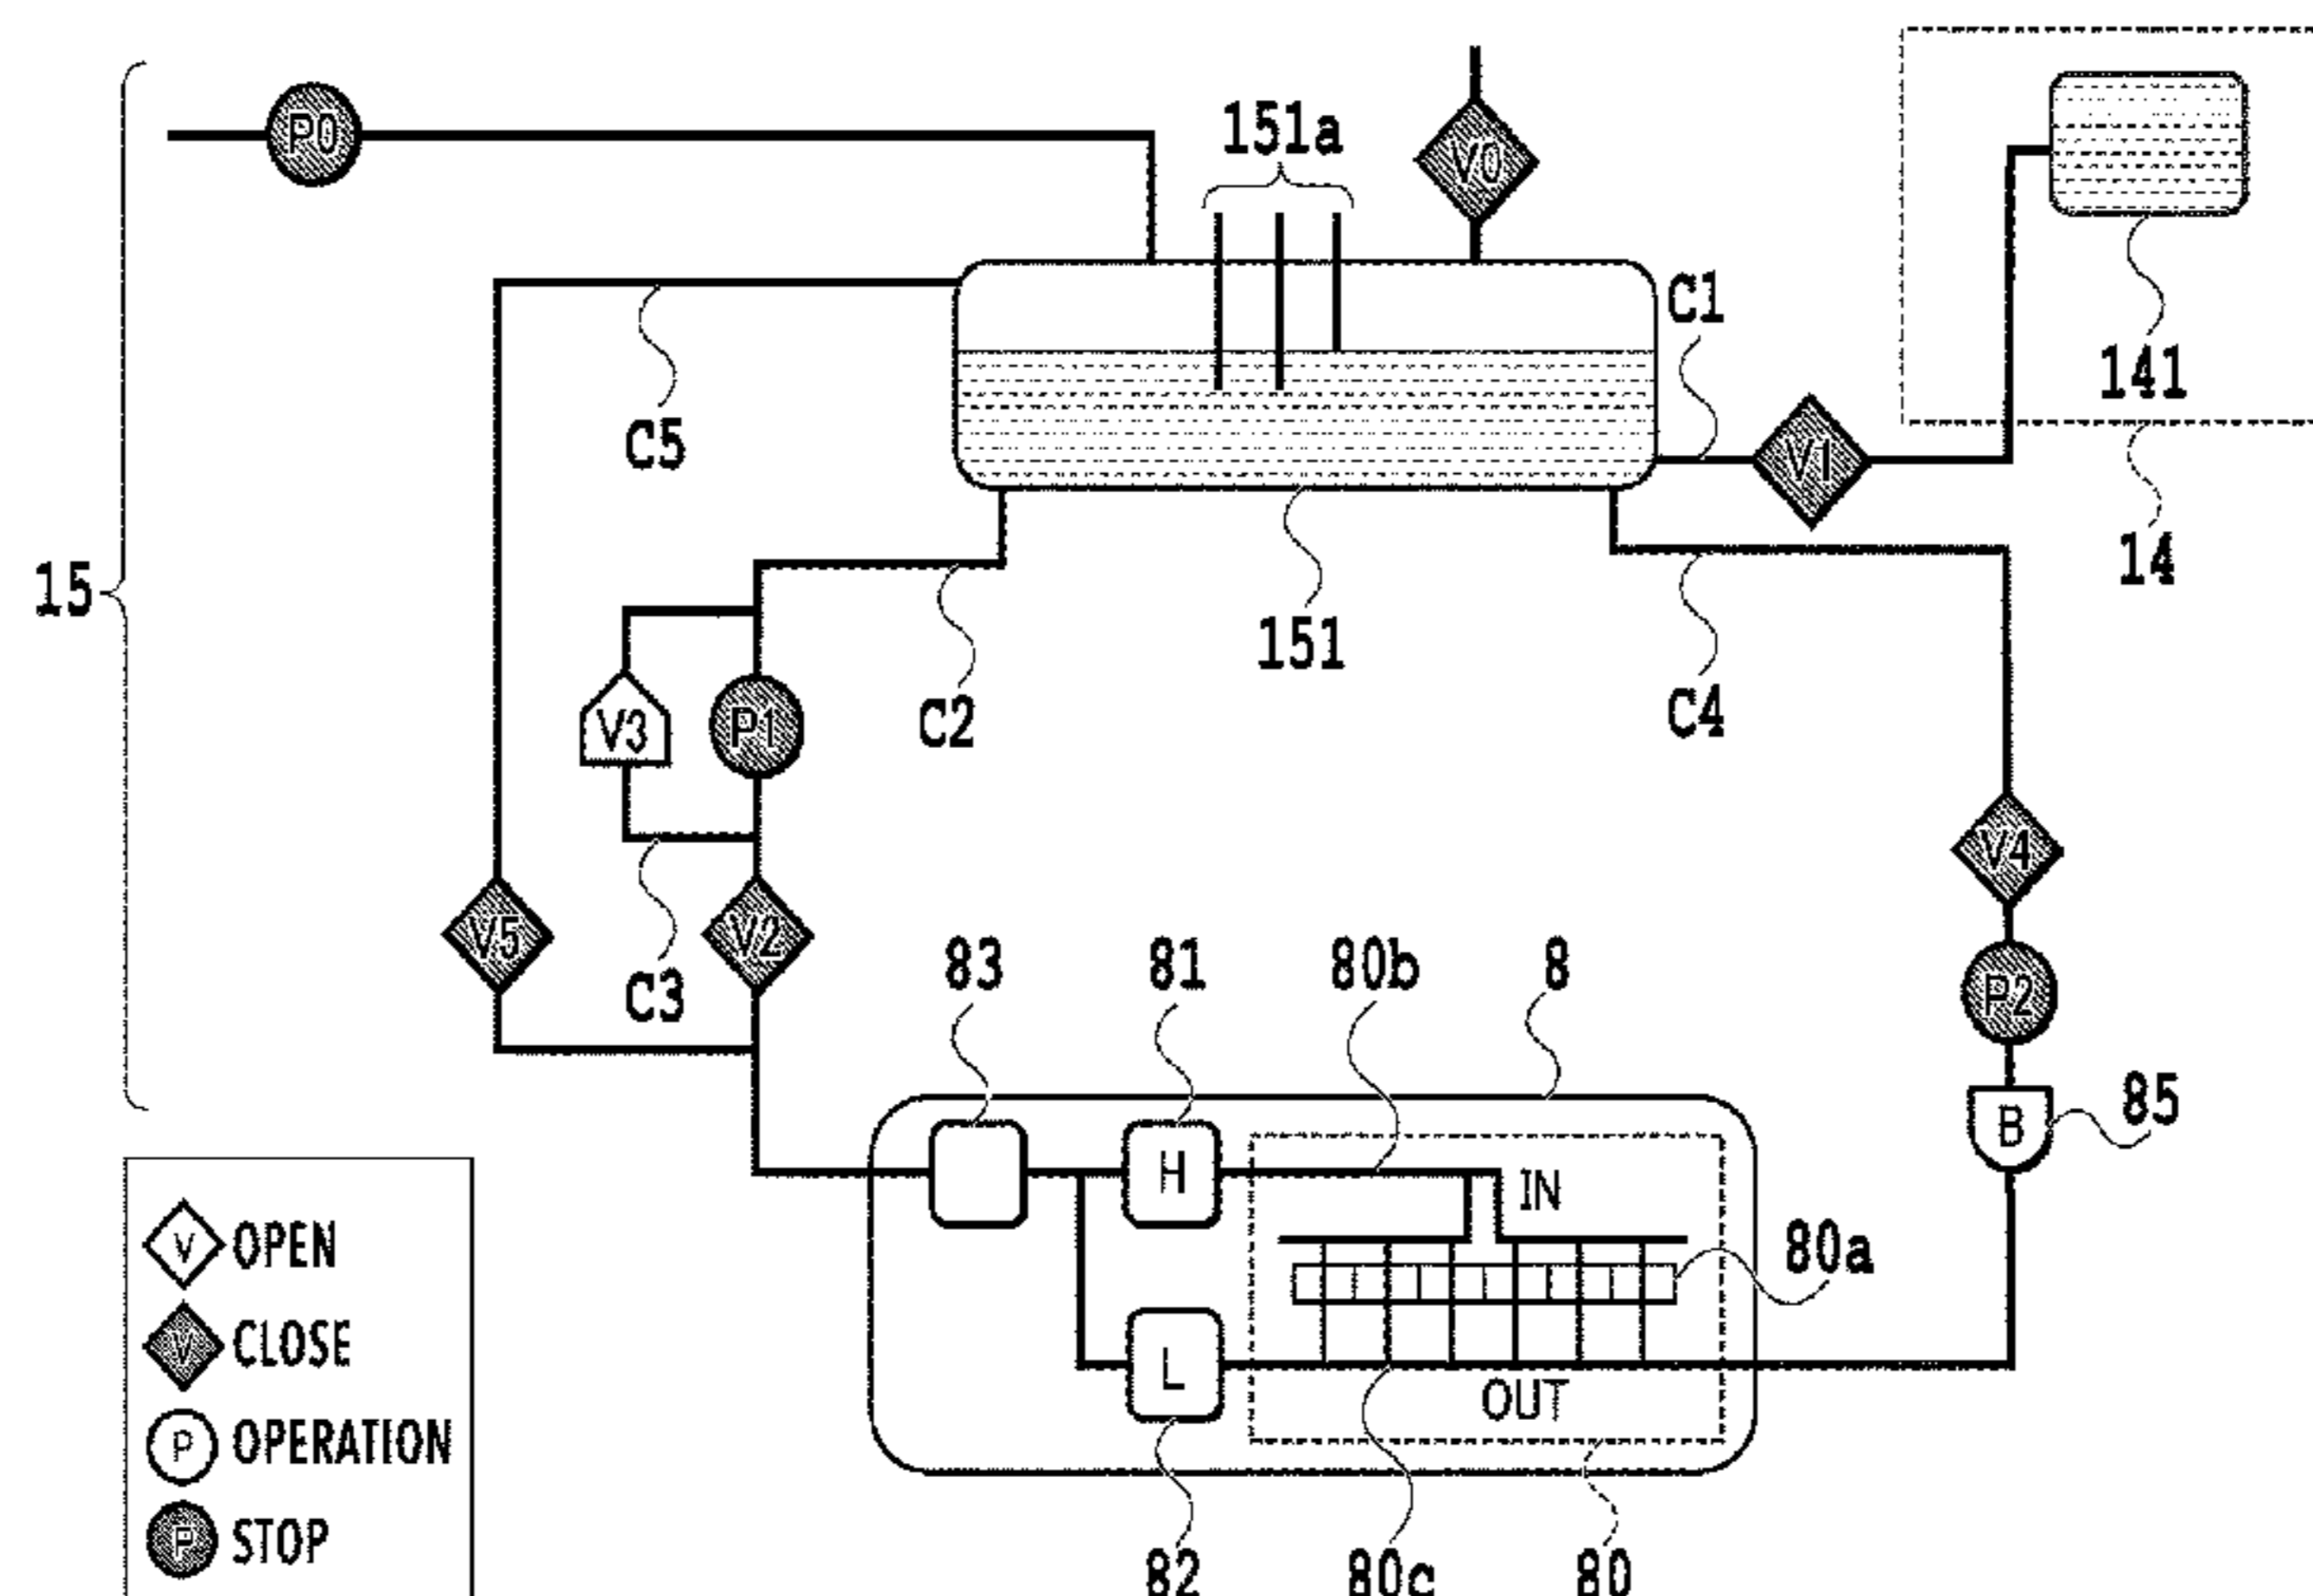 P0
151a
V0
C1
141
V1
C5
15
14
151
V3
P1
C2
C4
V4
V5
V2
C3
83
81
80b
8
P2
B
85
H
IN
80a
L
OUT
82
80c
80
V OPEN
V CLOSE
P OPERATION
P STOP